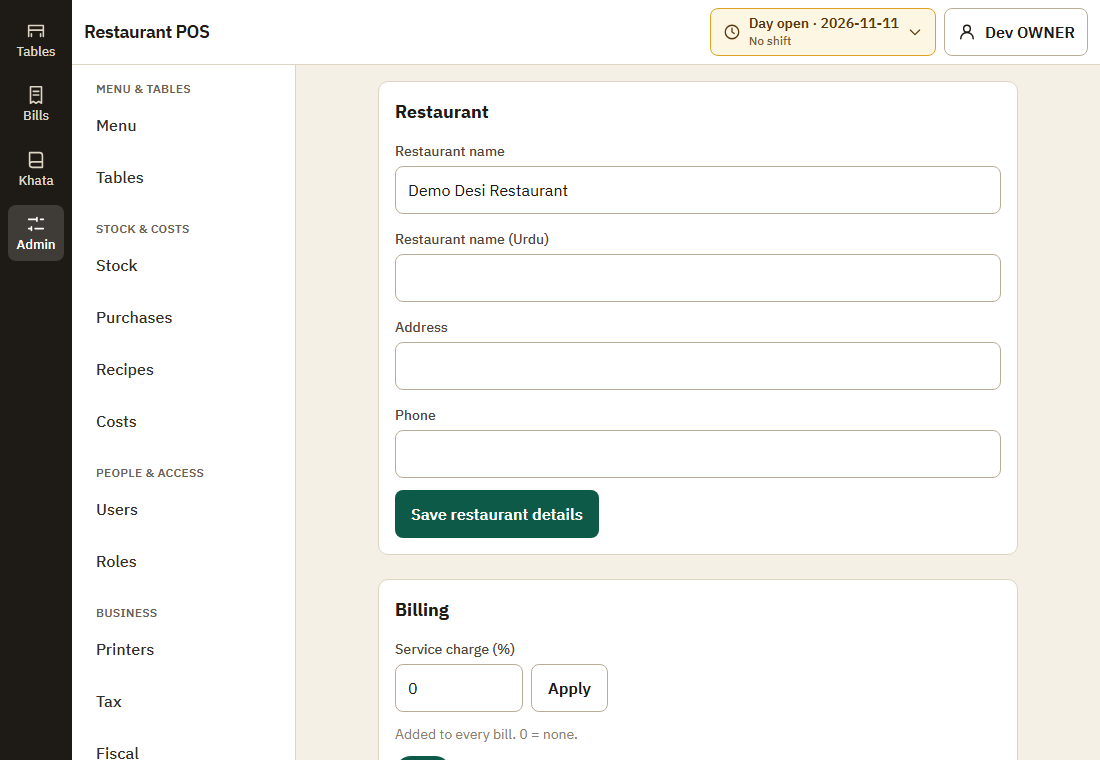 Tables
Bills
Khata
Admin
Restaurant POS
Day open · 2026-11-11
No shift
Dev OWNER
MENU & TABLES
Menu
Tables
STOCK & COSTS
Stock
Purchases
Recipes
Costs
PEOPLE & ACCESS
Users
Roles
BUSINESS
Printers
Tax
Fiscal
Restaurant
Restaurant name
Demo Desi Restaurant
Restaurant name (Urdu)
Address
Phone
Save restaurant details
Billing
Service charge (%)
0
Apply
Added to every bill. 0 = none.